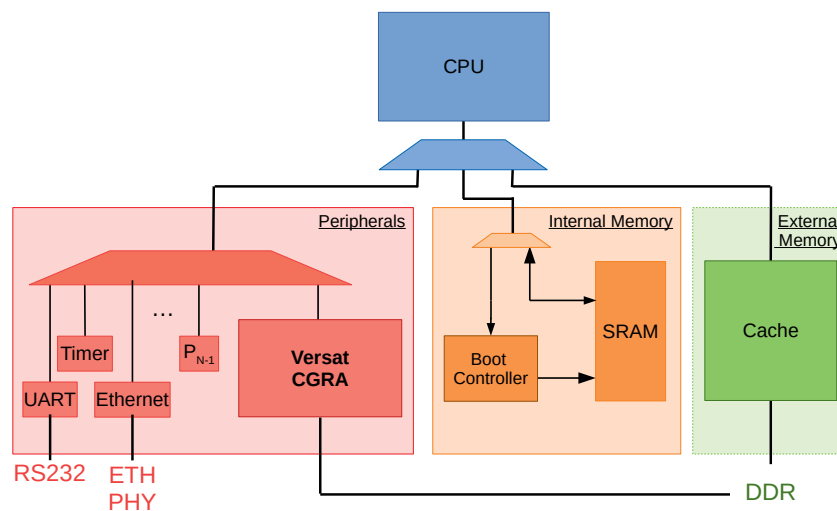 CPU
Peripherals
Internal Memory
External
Memory
...
Timer
P_N-1
Versat
CGRA
UART
Ethernet
Boot
Controller
SRAM
Cache
RS232
ETH
PHY
DDR